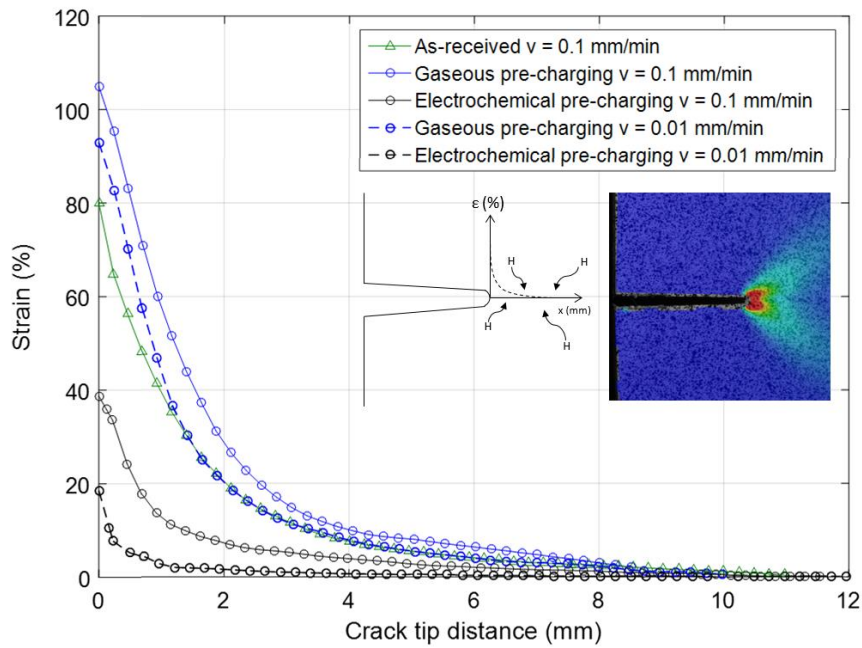 As-received v = 0.1 mm/min
Gaseous pre-charging v = 0.1 mm/min
Electrochemical pre-charging v = 0.1 mm/min
Gaseous pre-charging v = 0.01 mm/min
Electrochemical pre-charging v = 0.01 mm/min
120
100
80
60
40
20
0
Strain (%)
ε (%)
H
H
H
H
x (mm)
0
2
4
6
8
10
12
Crack tip distance (mm)